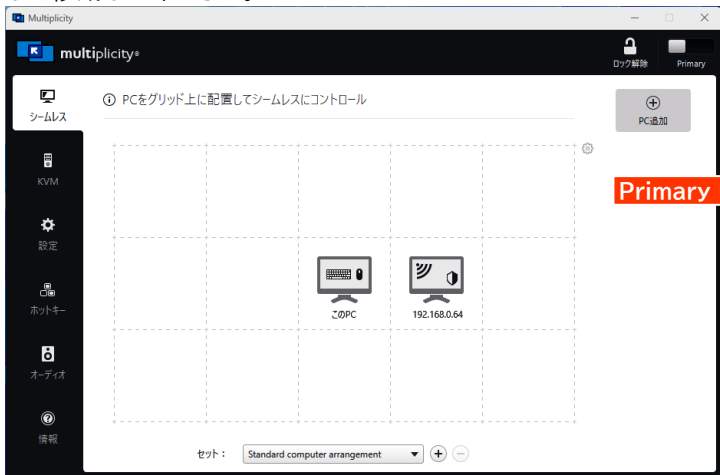 Multiplicity
multiplicity®
ロック解除
Primary
シームレス
PCをグリッド上に配置してシームレスにコントロール
PC追加
KVM
Primary
設定
このPC
192.168.0.64
ホットキー
オーディオ
情報
セット：
Standard computer arrangement